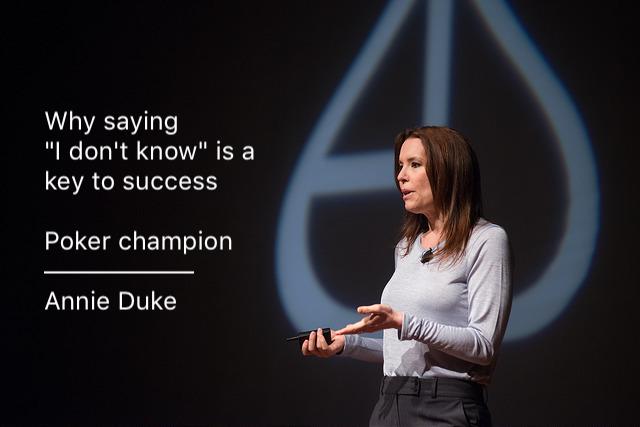 Why saying
"I don't know" is a
key to success
Poker champion
Annie Duke